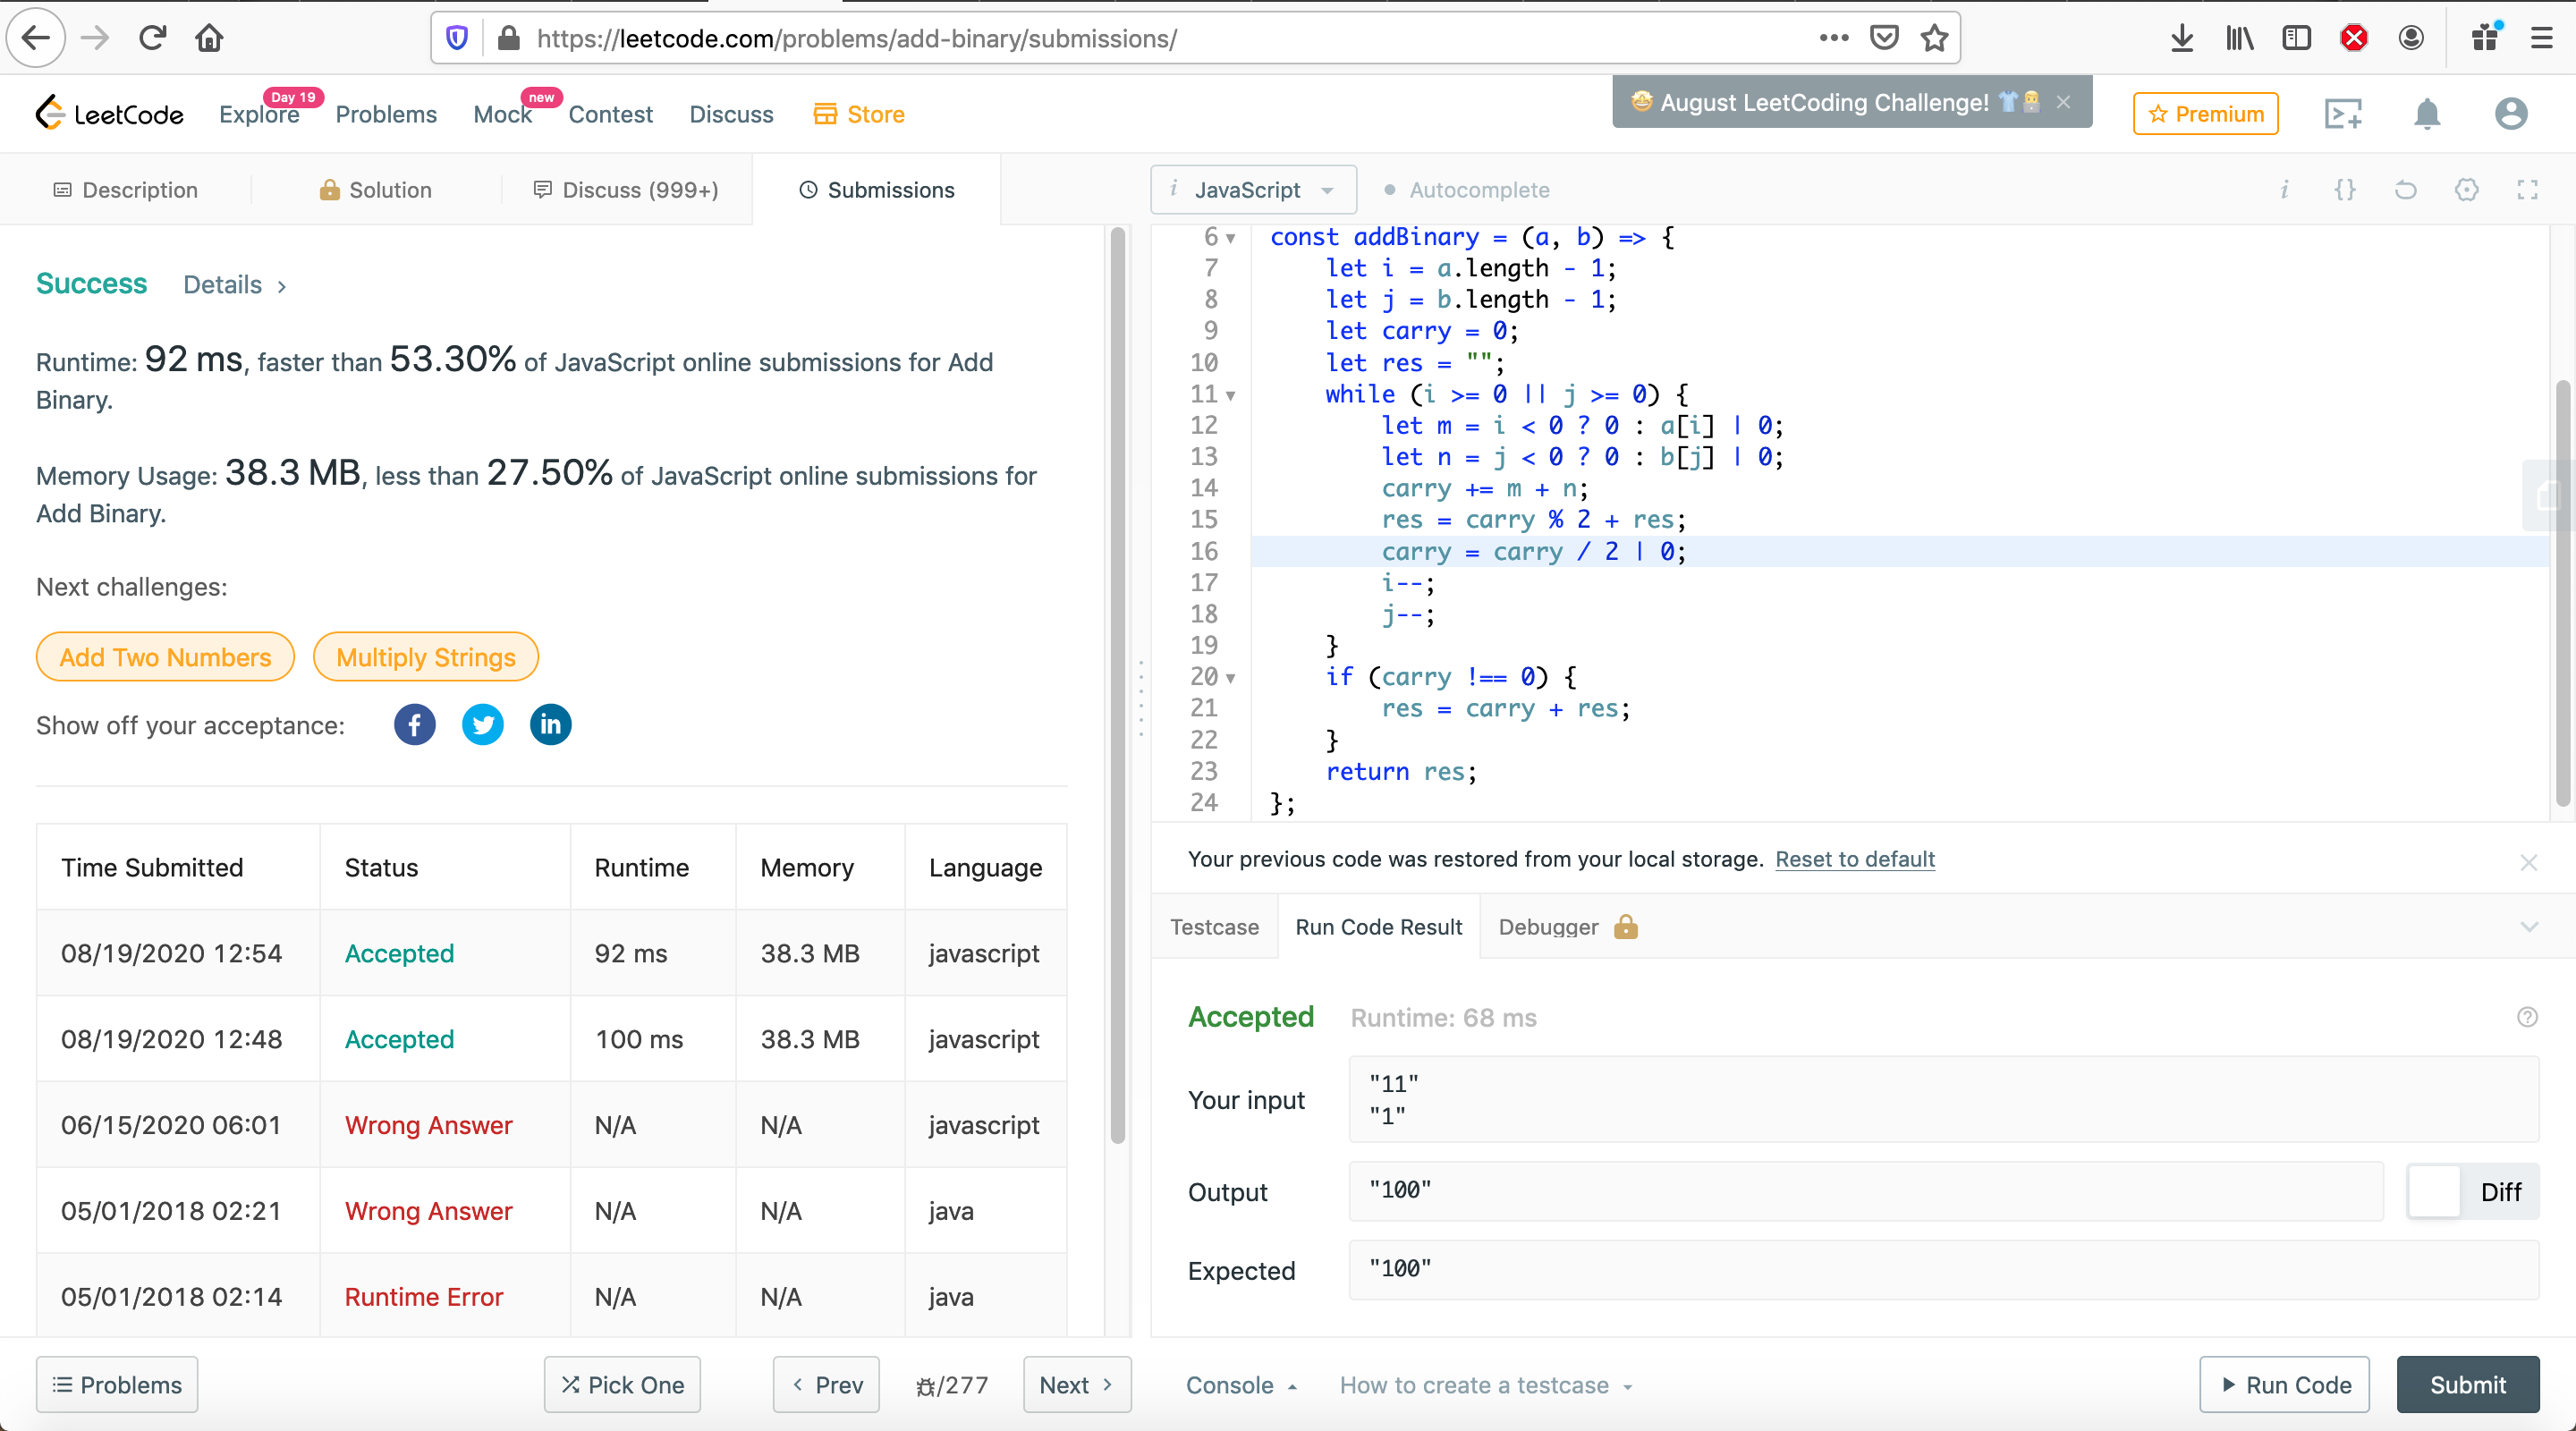 https://leetcode.com/problems/add-binary/submissions/
LeetCode
Explore
Day 19
Problems
Mock
new
Contest
Discuss
Store
August LeetCoding Challenge!
Premium
Description
Solution
Discuss (999+)
Submissions
i JavaScript
Autocomplete
i {}
Success Details >
Runtime: 92 ms, faster than 53.30% of JavaScript online submissions for Add
Binary.
Memory Usage: 38.3 MB, less than 27.50% of JavaScript online submissions for
Add Binary.
Next challenges:
Add Two Numbers
Multiply Strings
Show off your acceptance:
f
in
Time Submitted Status Runtime Memory Language
08/19/2020 12:54 Accepted 92 ms 38.3 MB javascript
08/19/2020 12:48 Accepted 100 ms 38.3 MB javascript
06/15/2020 06:01 Wrong Answer N/A N/A javascript
05/01/2018 02:21 Wrong Answer N/A N/A java
05/01/2018 02:14 Runtime Error N/A N/A java
Problems
Pick One
< Prev
/277
Next >
6 const addBinary = (a, b) => {
7 let i = a.length - 1;
8 let j = b.length - 1;
9 let carry = 0;
10 let res = "";
11 while (i >= 0 || j >= 0) {
12 let m = i < 0 ? 0 : a[i] | 0;
13 let n = j < 0 ? 0 : b[j] | 0;
14 carry += m + n;
15 res = carry % 2 + res;
16 carry = carry / 2 | 0;
17 i--;
18 j--;
19 }
20 if (carry !== 0) {
21 res = carry + res;
22 }
23 return res;
24 };
Your previous code was restored from your local storage. Reset to default
Testcase
Run Code Result
Debugger
Accepted Runtime: 68 ms
Your input
"11"
"1"
Output
"100"
Diff
Expected
"100"
Console
How to create a testcase
Run Code
Submit